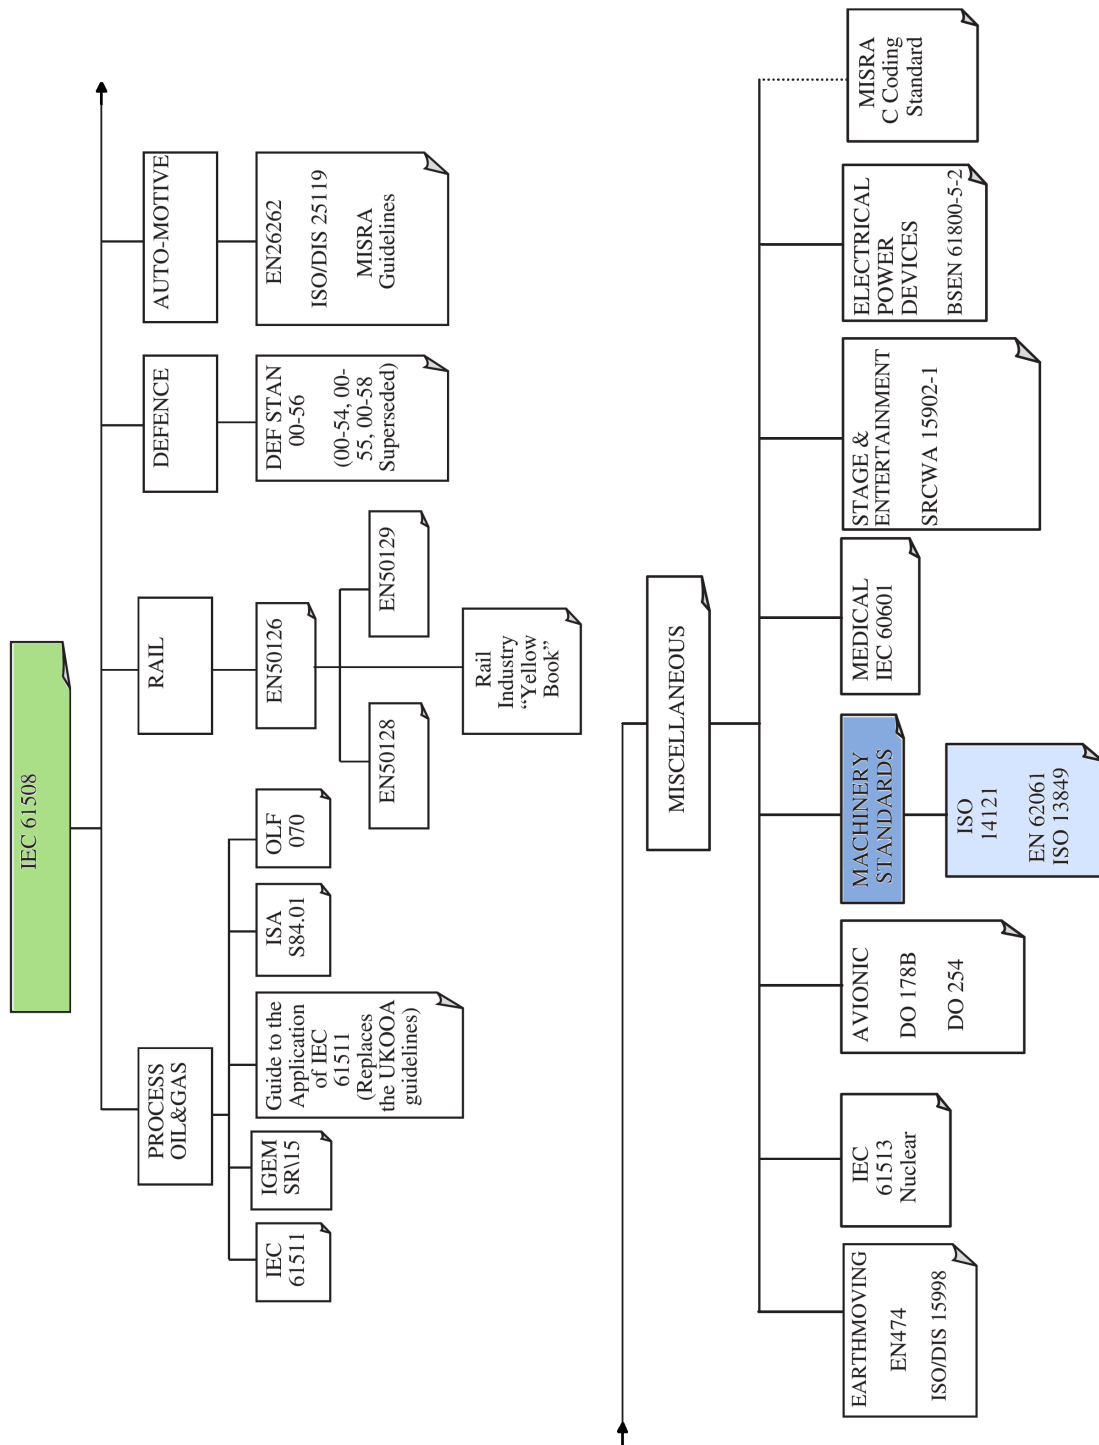 IEC 61508
PROCESS
OIL&GAS
RAIL
DEFENCE
AUTO-MOTIVE
IEC
61511
IGEM
SR\15
Guide to the
Application
of IEC
61511
(Replaces
the UKOOA
guidelines)
ISA
S84.01
OLF
070
EN50126
EN50128
EN50129
Rail
Industry
“Yellow
Book”
DEF STAN
00-56
(00-54, 00-
55, 00-58
Superseded)
EN26262
ISO/DIS 25119
MISRA
Guidelines
MISCELLANEOUS
EARTHMOVING
EN474
ISO/DIS 15998
IEC
61513
Nuclear
AVIONIC
DO 178B
DO 254
MACHINERY
STANDARDS
ISO
14121
EN 62061
ISO 13849
MEDICAL
IEC 60601
STAGE &
ENTERTAINMENT
SRCWA 15902-1
ELECTRICAL
POWER
DEVICES
BSEN 61800-5-2
MISRA
C Coding
Standard